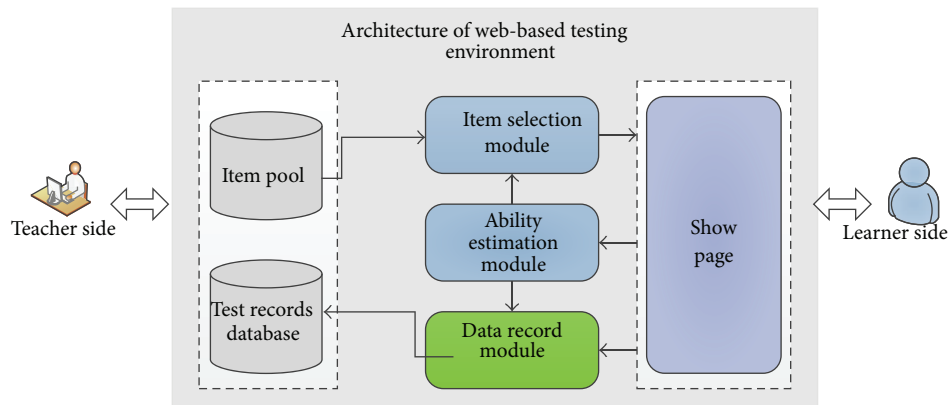 Architecture of web-based testing
environment
Item pool
Test records
database
Item selection
module
Ability
estimation
module
Data record
module
Show
page
Teacher side
Learner side